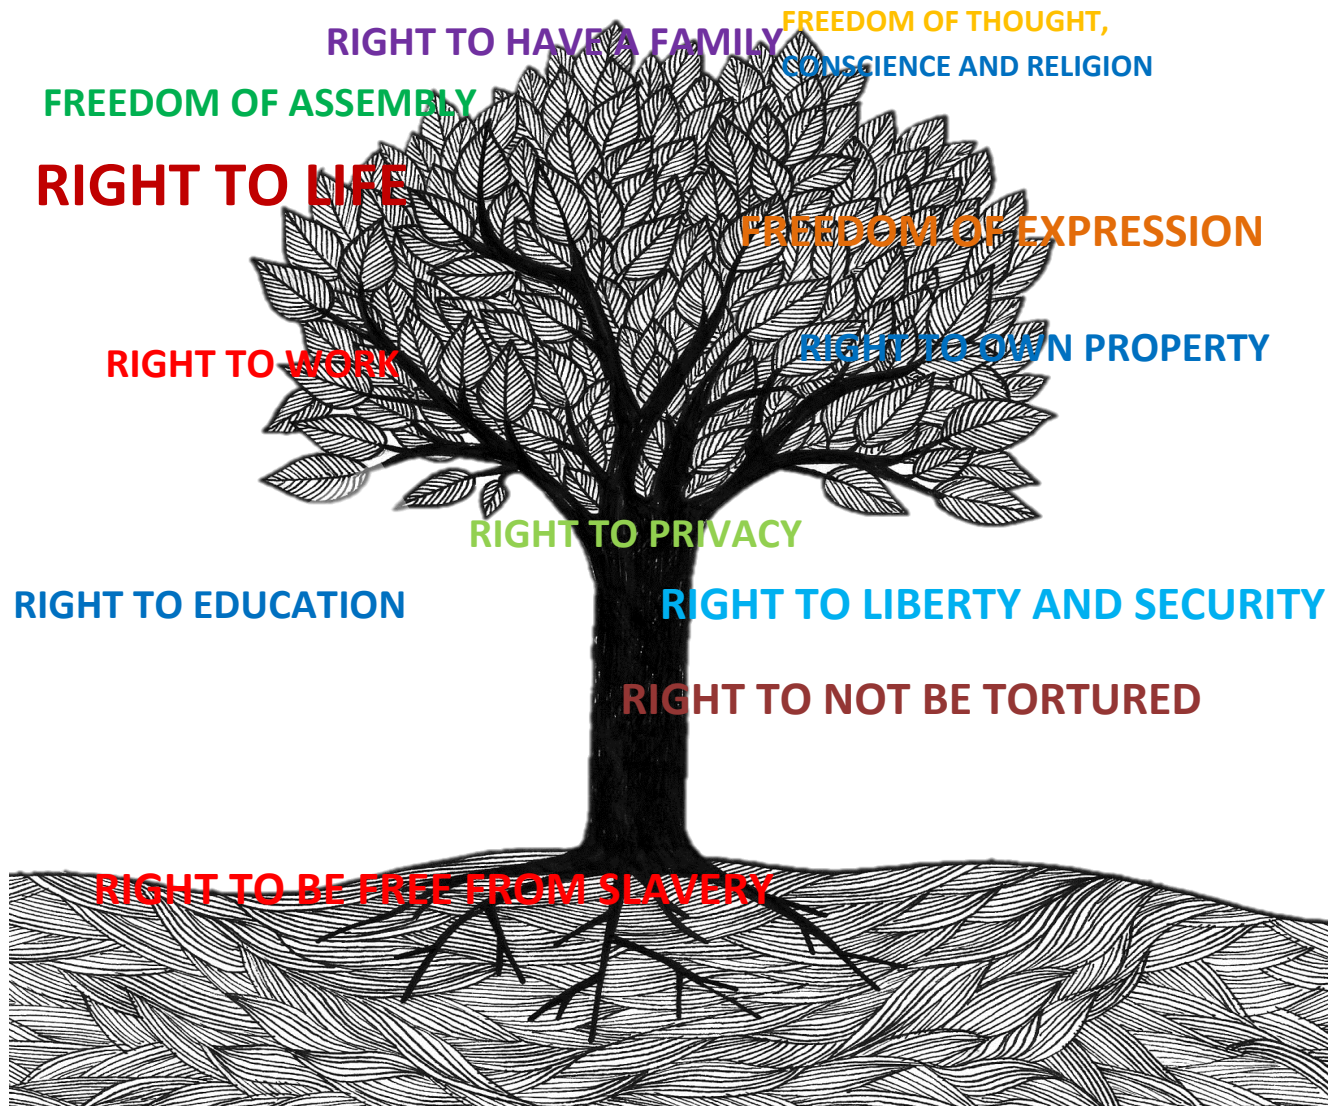 RIGHT TO HAVE A FAMILY
FREEDOM OF THOUGHT,
CONSCIENCE AND RELIGION
FREEDOM OF ASSEMBLY
RIGHT TO LIFE
FREEDOM OF EXPRESSION
RIGHT TO WORK
RIGHT TO OWN PROPERTY
RIGHT TO PRIVACY
RIGHT TO EDUCATION
RIGHT TO LIBERTY AND SECURITY
RIGHT TO NOT BE TORTURED
RIGHT TO BE FREE FROM SLAVERY